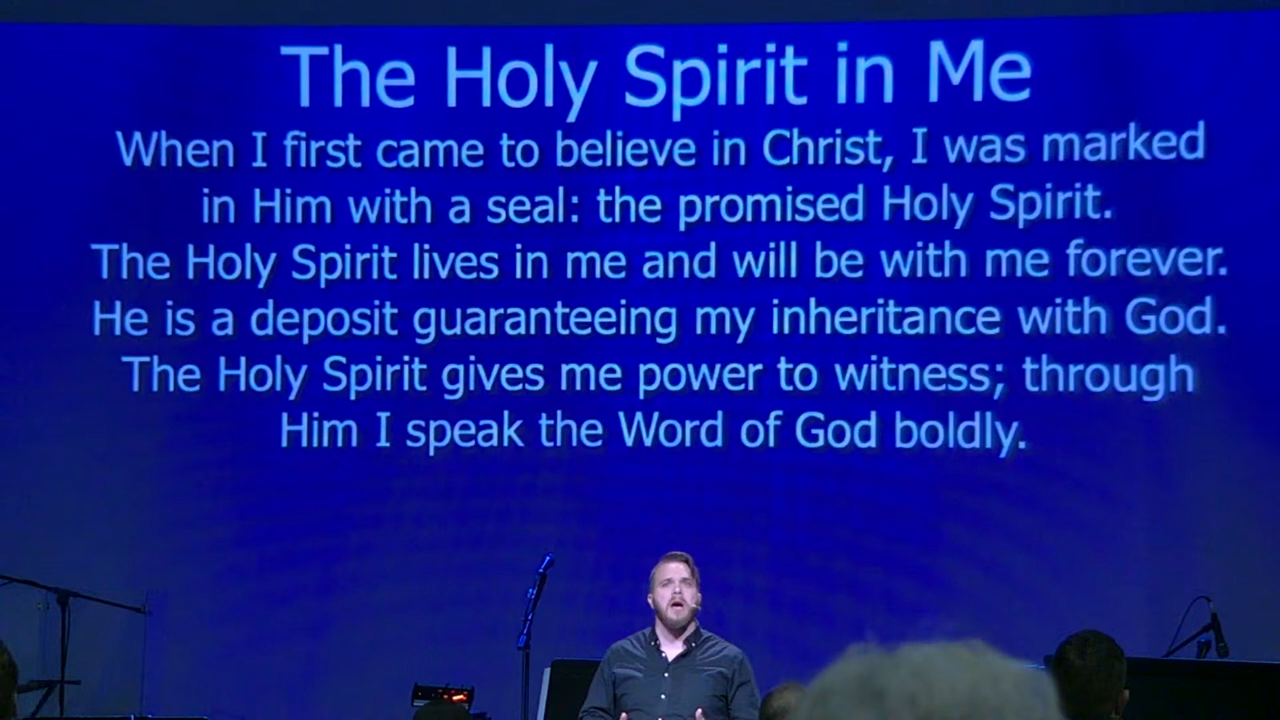 The Holy Spirit in Me
When I first came to believe in Christ, I was marked
in Him with a seal: the promised Holy Spirit.
The Holy Spirit lives in me and will be with me forever.
He is a deposit guaranteeing my inheritance with God.
The Holy Spirit gives me power to witness; through
Him I speak the Word of God boldly.